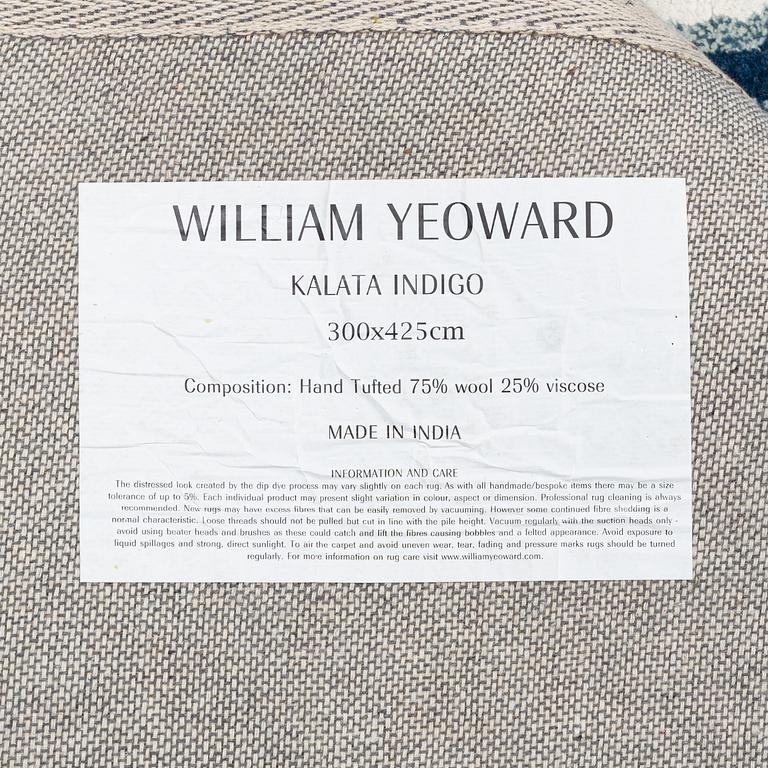 WILLIAM YEOWARD
KALATA INDIGO
300x425cm
Composition: Hand Tufted 75% wool 25% viscose
MADE IN INDIA
INFORMATION AND CARE
The distressed look created by the dip dye process may vary slightly on each rug. As with all handmade/bespoke items there may be a size
tolerance of up to 5%. Each individual product may present slight variation in colour, aspect or dimension. Professional rug cleaning is always
recommended. New rugs may have excess fibres that can be easily removed by vacuuming. However some continued fibre shedding is a
normal characteristic. Loose threads should not be pulled but cut in line with the pile height. Vacuum regularly with the suction heads only -
avoid using beater heads and brushes as these could catch and lift the fibres causing bobbles and a felted appearance. Avoid exposure to
liquid spillages and strong, direct sunlight. To air the carpet and avoid uneven wear, tear, fading and pressure marks rugs should be turned
regularly. For more information on rug care visit www.williamyeoward.com.